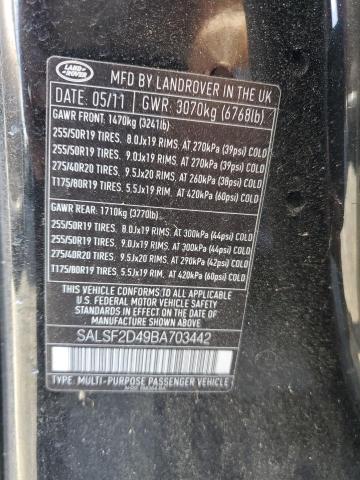 LAND
ROVER
MFD BY LANDROVER IN THE UK
DATE: 05/11 GWR: 3070kg (6768lb)
GAWR FRONT: 1470kg (3241lb)
255/50R19 TIRES, 8.0Jx19 RIMS, AT 270kPA (39psi) COLD
255/50R19 TIRES, 9.0Jx19 RIMS, AT 270kPA (39psi) COLD
275/40R20 TIRES, 9.5Jx20 RIMS, AT 260kPA (38psi) COLD
T175/80R19 TIRES, 5.5Jx19 RIM, AT 420kPA (60psi) COLD
GAWR REAR: 1710kg (3770lb)
255/50R19 TIRES, 8.0Jx19 RIMS, AT 300kPA (44psi) COLD
255/50R19 TIRES, 9.0Jx19 RIMS, AT 300kPA (44psi) COLD
275/40R20 TIRES, 9.5Jx20 RIMS, AT 290kPA (42psi) COLD
T175/80R19 TIRES, 5.5Jx19 RIM, AT 420kPA (60psi) COLD
THIS VEHICLE CONFORMS TO ALL APPLICABLE
U.S. FEDERAL MOTOR VEHICLE SAFETY
STANDARDS IN EFFECT ON THE DATE OF
MANUFACTURE SHOWN ABOVE
SALSF2D49BA703442
TYPE: MULTI-PURPOSE PASSENGER VEHICLE